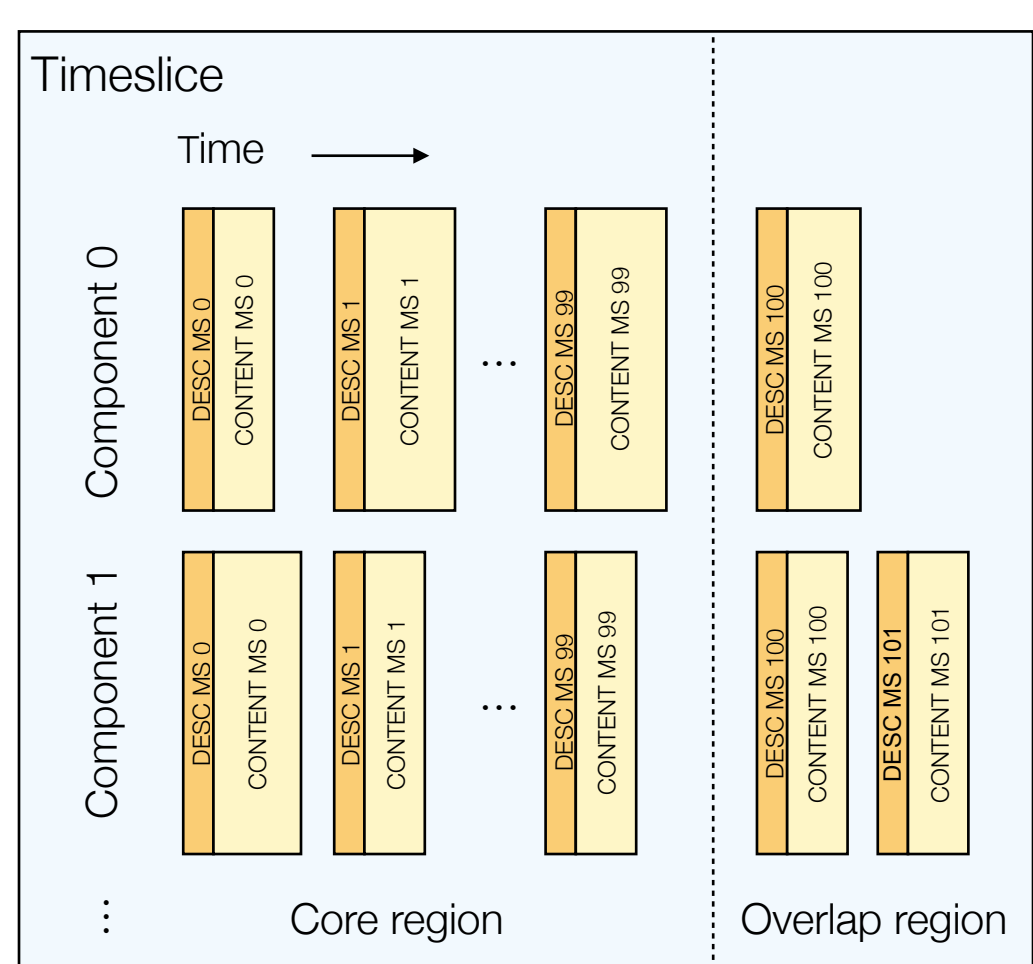 Timeslice
Time
Component 0
DESC MS 0
CONTENT MS 0
DESC MS 1
CONTENT MS 1
...
DESC MS 99
CONTENT MS 99
DESC MS 100
CONTENT MS 100
Component 1
DESC MS 0
CONTENT MS 0
DESC MS 1
CONTENT MS 1
...
DESC MS 99
CONTENT MS 99
DESC MS 100
CONTENT MS 100
DESC MS 101
CONTENT MS 101
...
Core region
Overlap region